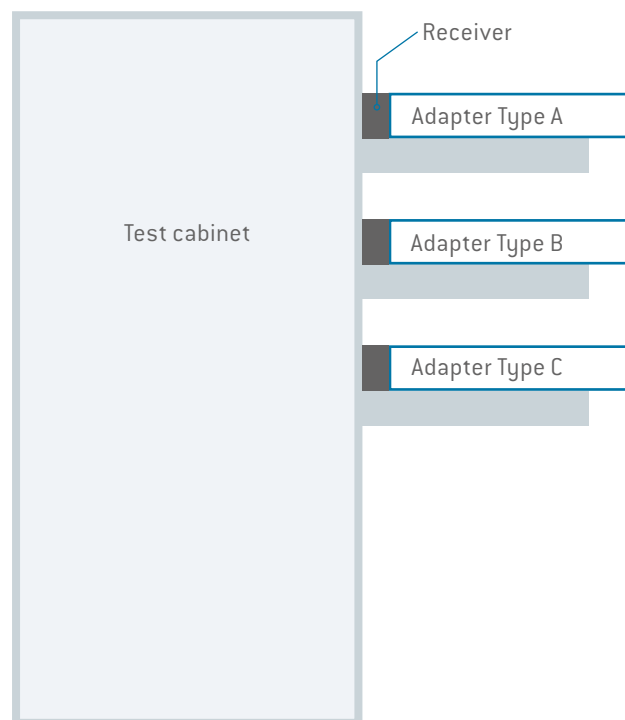 Receiver
Adapter Type A
Test cabinet
Adapter Type B
Adapter Type C